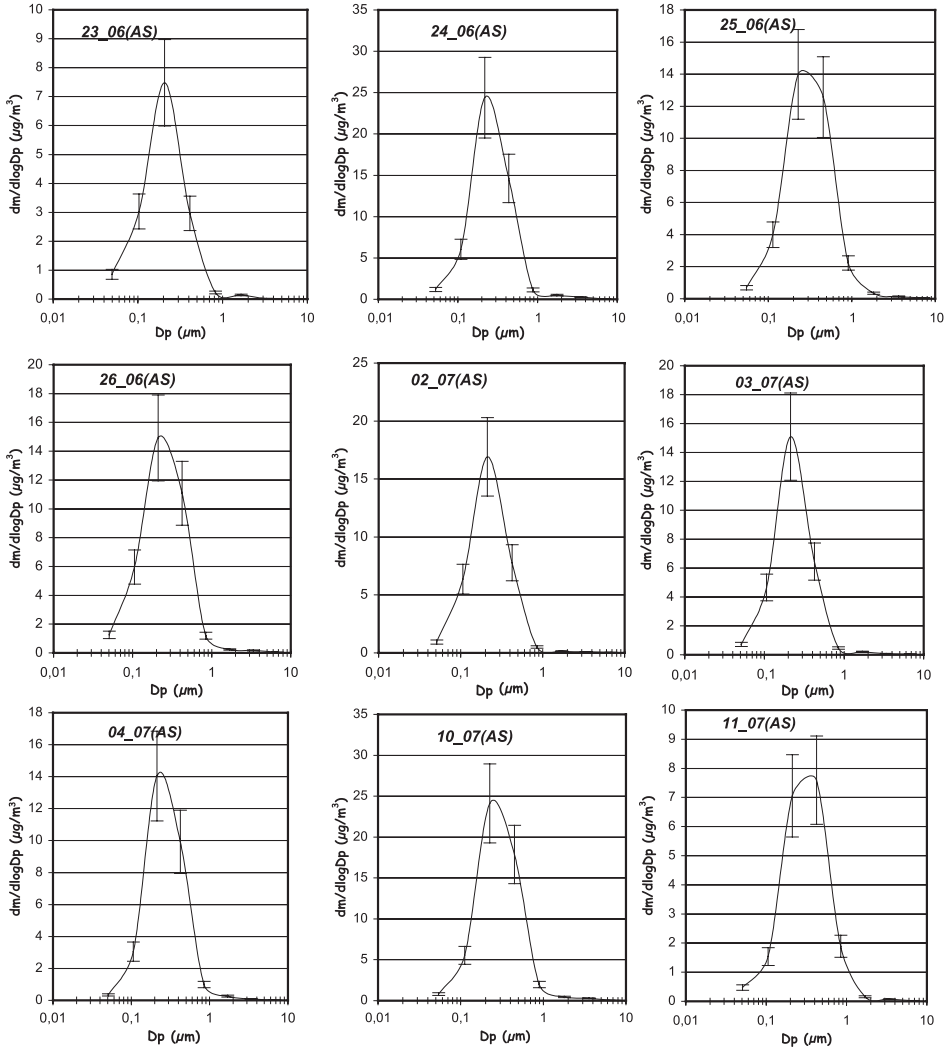 23_06(AS)
dm/dlogDp (µg/m³)
10
9
8
7
6
5
4
3
2
1
0
0,01 0,1 1 10
Dp (µm)
24_06(AS)
dm/dlogDp (µg/m³)
35
30
25
20
15
10
5
0
0,01 0,1 1 10
Dp (µm)
25_06(AS)
dm/dlogDp (µg/m³)
18
16
14
12
10
8
6
4
2
0
0,01 0,1 1 10
Dp (µm)
26_06(AS)
dm/dlogDp (µg/m³)
20
18
16
14
12
10
8
6
4
2
0
0,01 0,1 1 10
Dp (µm)
02_07(AS)
dm/dlogDp (µg/m³)
25
20
15
10
5
0
0,01 0,1 1 10
Dp (µm)
03_07(AS)
dm/dlogDp (µg/m³)
20
18
16
14
12
10
8
6
4
2
0
0,01 0,1 1 10
Dp (µm)
04_07(AS)
dm/dlogDp (µg/m³)
18
16
14
12
10
8
6
4
2
0
0,01 0,1 1 10
Dp (µm)
10_07(AS)
dm/dlogDp (µg/m³)
35
30
25
20
15
10
5
0
0,01 0,1 1 10
Dp (µm)
11_07(AS)
dm/dlogDp (µg/m³)
10
9
8
7
6
5
4
3
2
1
0
0,01 0,1 1 10
Dp (µm)